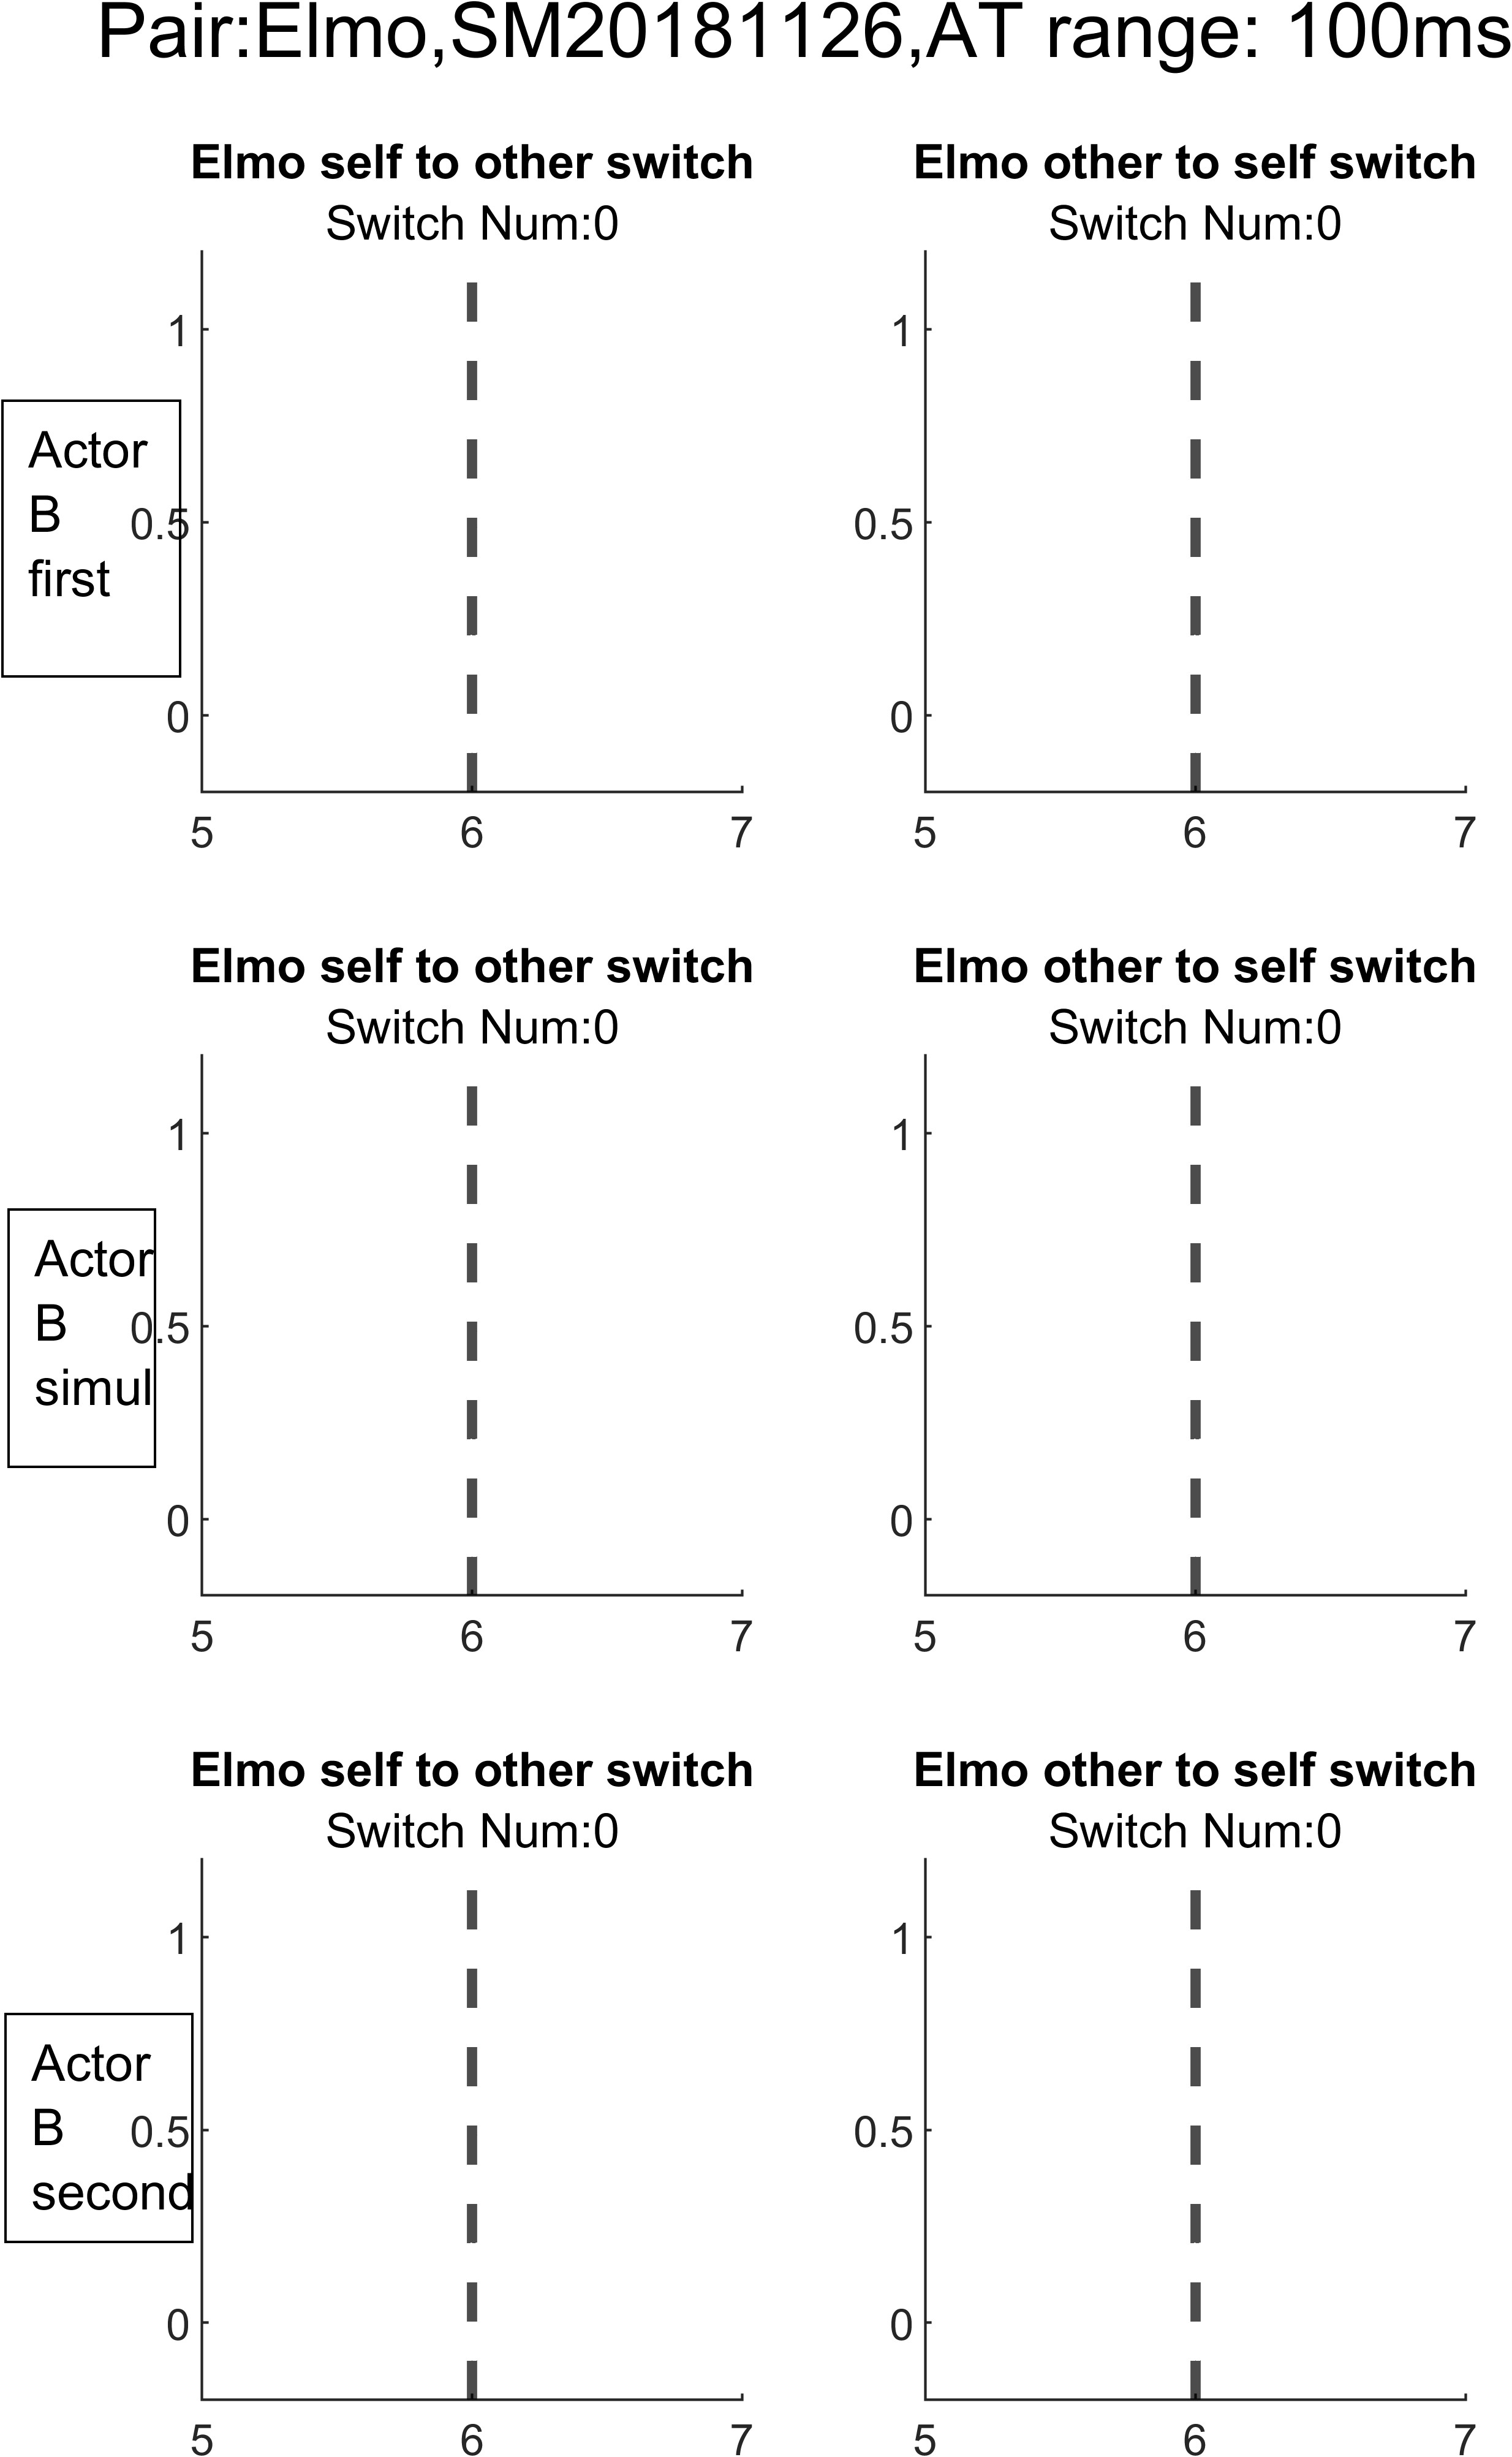 Pair:Elmo,SM20181126,AT range: 100ms
Elmo self to other switch
Switch Num:0
Elmo other to self switch
Switch Num:0
Actor
B
first
1
0.5
0
5 6 7
1
0.5
0
5 6 7
Elmo self to other switch
Switch Num:0
Elmo other to self switch
Switch Num:0
Actor
B
simul
1
0.5
0
5 6 7
1
0.5
0
5 6 7
Elmo self to other switch
Switch Num:0
Elmo other to self switch
Switch Num:0
Actor
B
second
1
0.5
0
5 6 7
1
0.5
0
5 6 7